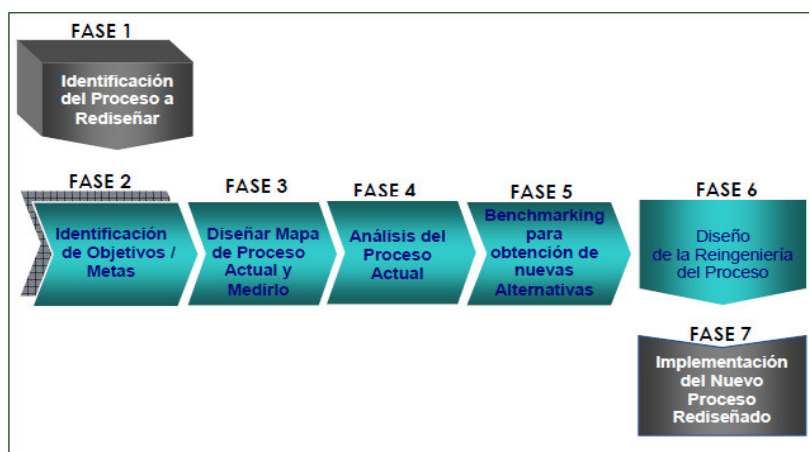 FASE 1
Identificación
del Proceso a
Rediseñar
FASE 2
Identificación
de Objetivos /
Metas
FASE 3
Diseñar Mapa
de Proceso
Actual y
Medirlo
FASE 4
Análisis del
Proceso
Actual
FASE 5
Benchmarking
para
obtención de
nuevas
Alternativas
FASE 6
Diseño
de la Reingeniería
del Proceso
FASE 7
Implementación
del Nuevo
Proceso
Rediseñado